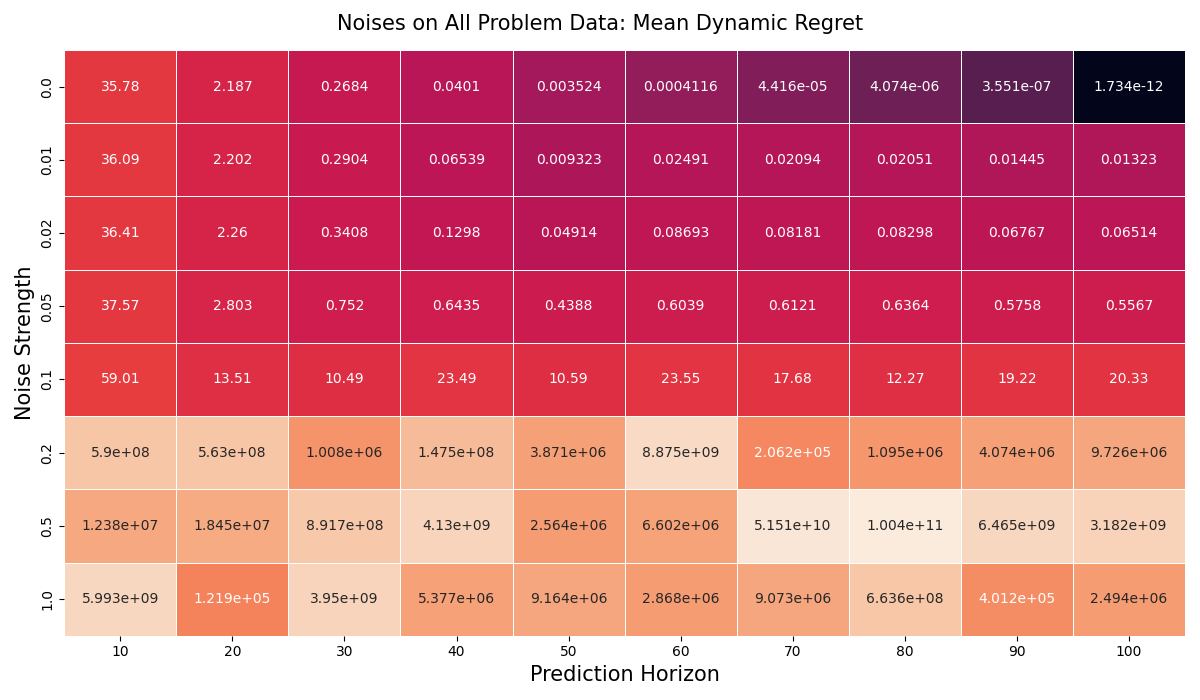 Noises on All Problem Data: Mean Dynamic Regret
Noise Strength
0.0 35.78 2.187 0.2684 0.0401 0.003524 0.0004116 4.416e-05 4.074e-06 3.551e-07 1.734e-12
0.01 36.09 2.202 0.2904 0.06539 0.009323 0.02491 0.02094 0.02051 0.01445 0.01323
0.02 36.41 2.26 0.3408 0.1298 0.04914 0.08693 0.08181 0.08298 0.06767 0.06514
0.05 37.57 2.803 0.752 0.6435 0.4388 0.6039 0.6121 0.6364 0.5758 0.5567
0.1 59.01 13.51 10.49 23.49 10.59 23.55 17.68 12.27 19.22 20.33
0.2 5.9e+08 5.63e+08 1.008e+06 1.475e+08 3.871e+06 8.875e+09 2.062e+05 1.095e+06 4.074e+06 9.726e+06
0.5 1.238e+07 1.845e+07 8.917e+08 4.13e+09 2.564e+06 6.602e+06 5.151e+10 1.004e+11 6.465e+09 3.182e+09
1.0 5.993e+09 1.219e+05 3.95e+09 5.377e+06 9.164e+06 2.868e+06 9.073e+06 6.636e+08 4.012e+05 2.494e+06
10 20 30 40 50 60 70 80 90 100
Prediction Horizon